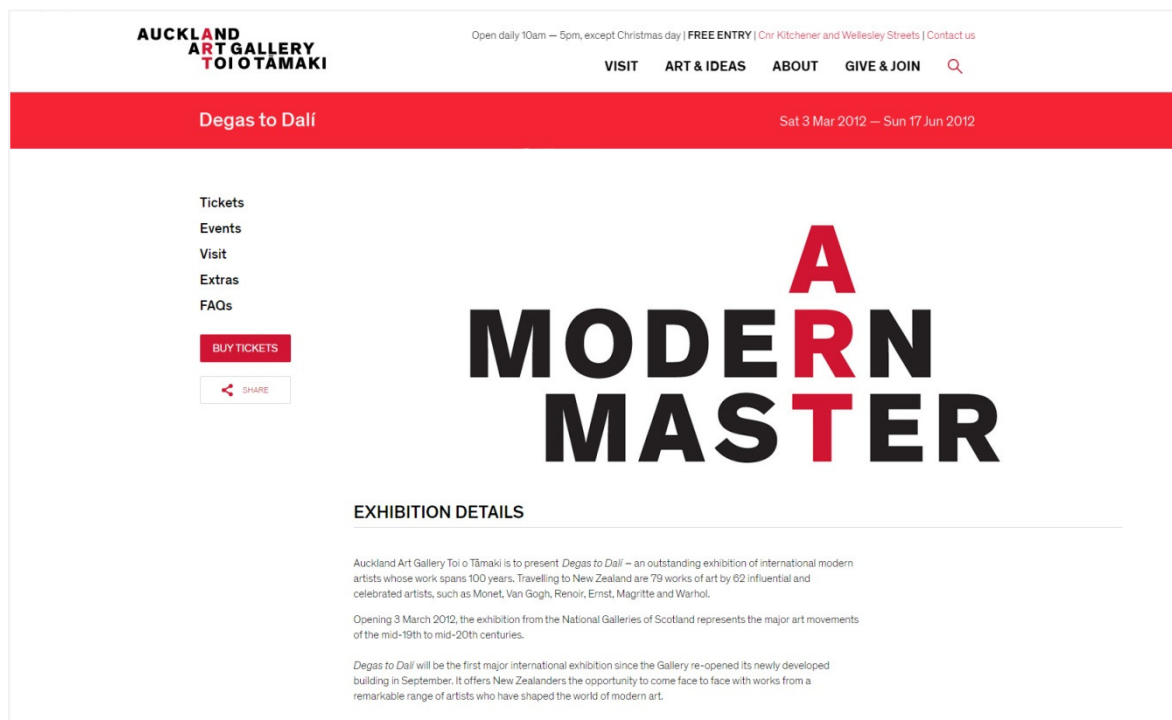 AUCKLAND
ART GALLERY
TOI O TĀMAKI
Open daily 10am — 5pm, except Christmas day | FREE ENTRY | Cnr Kitchener and Wellesley Streets | Contact us
VISIT ART & IDEAS ABOUT GIVE & JOIN
Degas to Dalí Sat 3 Mar 2012 — Sun 17 Jun 2012
Tickets
Events
Visit
Extras
FAQs
BUY TICKETS
SHARE
A
MODERN
MASTER
EXHIBITION DETAILS
Auckland Art Gallery Toi o Tāmaki is to present Degas to Dalí – an outstanding exhibition of international modern
artists whose work spans 100 years. Travelling to New Zealand are 79 works of art by 62 influential and
celebrated artists, such as Monet, Van Gogh, Renoir, Ernst, Magritte and Warhol.
Opening 3 March 2012, the exhibition from the National Galleries of Scotland represents the major art movements
of the mid-19th to mid-20th centuries.
Degas to Dalí will be the first major international exhibition since the Gallery re-opened its newly developed
building in September. It offers New Zealanders the opportunity to come face to face with works from a
remarkable range of artists who have shaped the world of modern art.